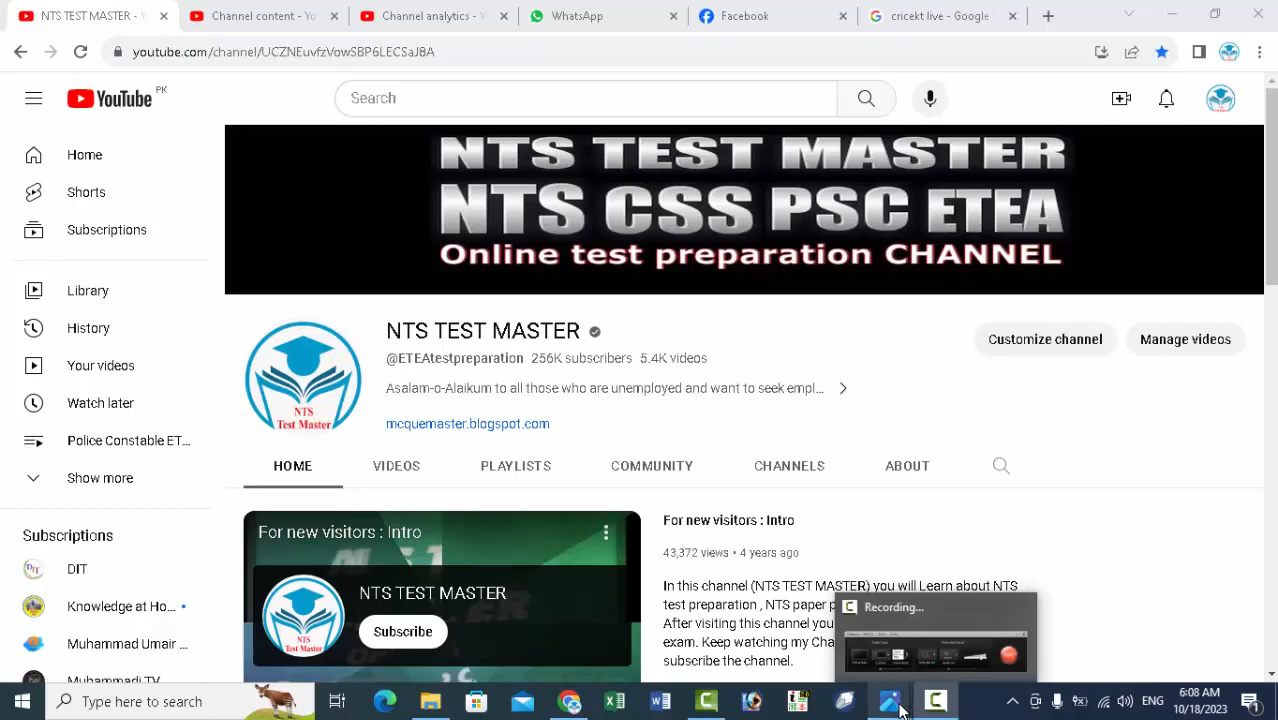 NTS TEST MASTER -
Channel content - Yo
Channel analytics - Y
WhatsApp
Facebook
cricekt live - Google S
youtube.com/channel/UCZNEuvfzVowSBP6LECSaJ8A
YouTube PK
Search
Home
Shorts
Subscriptions
Library
History
Your videos
Watch later
Police Constable ET...
Show more
Subscriptions
DIT
Knowledge at Ho...
Muhammad Umair ...
Muhammadi TV
NTS TEST MASTER
NTS CSS PSC ETEA
Online test preparation CHANNEL
NTS
Test Master
NTS TEST MASTER
@ETEAtestpreparation 256K subscribers 5.4K videos
Asalam-o-Alaikum to all those who are unemployed and want to seek empl...
mcquemaster.blogspot.com
Customize channel
Manage videos
HOME
VIDEOS
PLAYLISTS
COMMUNITY
CHANNELS
ABOUT
For new visitors : Intro
NTS TEST MASTER
Subscribe
For new visitors : Intro
43,372 views • 4 years ago
In this channel (NTS TEST MASTER) you will Learn about NTS
test preparation , NTS paper p
After visiting this channel you
exam. Keep watching my Cha
subscribe the channel.
Recording...
Type here to search
ENG
6:08 AM
10/18/2023